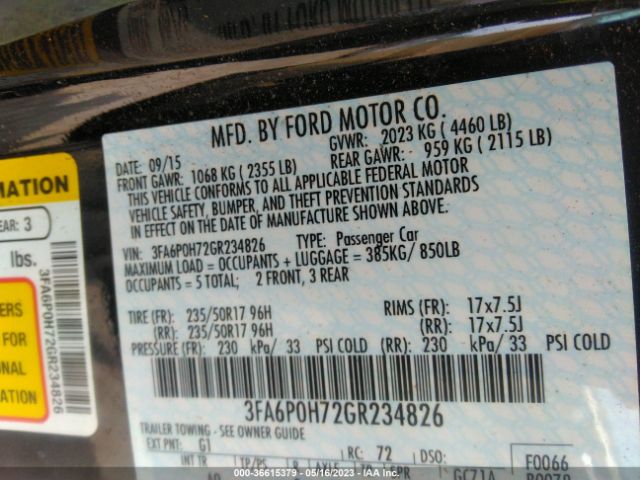 MFD. BY FORD MOTOR CO.
DATE: 09/15
GVWR: 2023 KG ( 4460 LB)
FRONT GAWR: 1068 KG ( 2355 LB)
REAR GAWR: 959 KG ( 2115 LB)
THIS VEHICLE CONFORMS TO ALL APPLICABLE FEDERAL MOTOR
VEHICLE SAFETY, BUMPER, AND THEFT PREVENTION STANDARDS
IN EFFECT ON THE DATE OF MANUFACTURE SHOWN ABOVE.
VIN: 3FA6P0H72GR234826 TYPE: Passenger Car
MAXIMUM LOAD = OCCUPANTS + LUGGAGE = 385KG/ 850LB
OCCUPANTS = 5 TOTAL; 2 FRONT, 3 REAR
TIRE (FR): 235/50R17 96H RIMS (FR): 17x7.5J
(RR): 235/50R17 96H (RR): 17x7.5J
PRESSURE (FR): 230 kPa/ 33 PSI COLD (RR): 230 kPa/ 33 PSI COLD
3FA6P0H72GR234826
TRAILER TOWING - SEE OWNER GUIDE
EXT PNT: G1 RC: 72 DSO: F0066
INT TR TP/PS R
MATION
EAR: 3
lbs.
3FA6P0H72GR234826
ERS
FOR
ONAL
ATION
ID: - 36615379 - 05/16/2023 - IAA Inc.